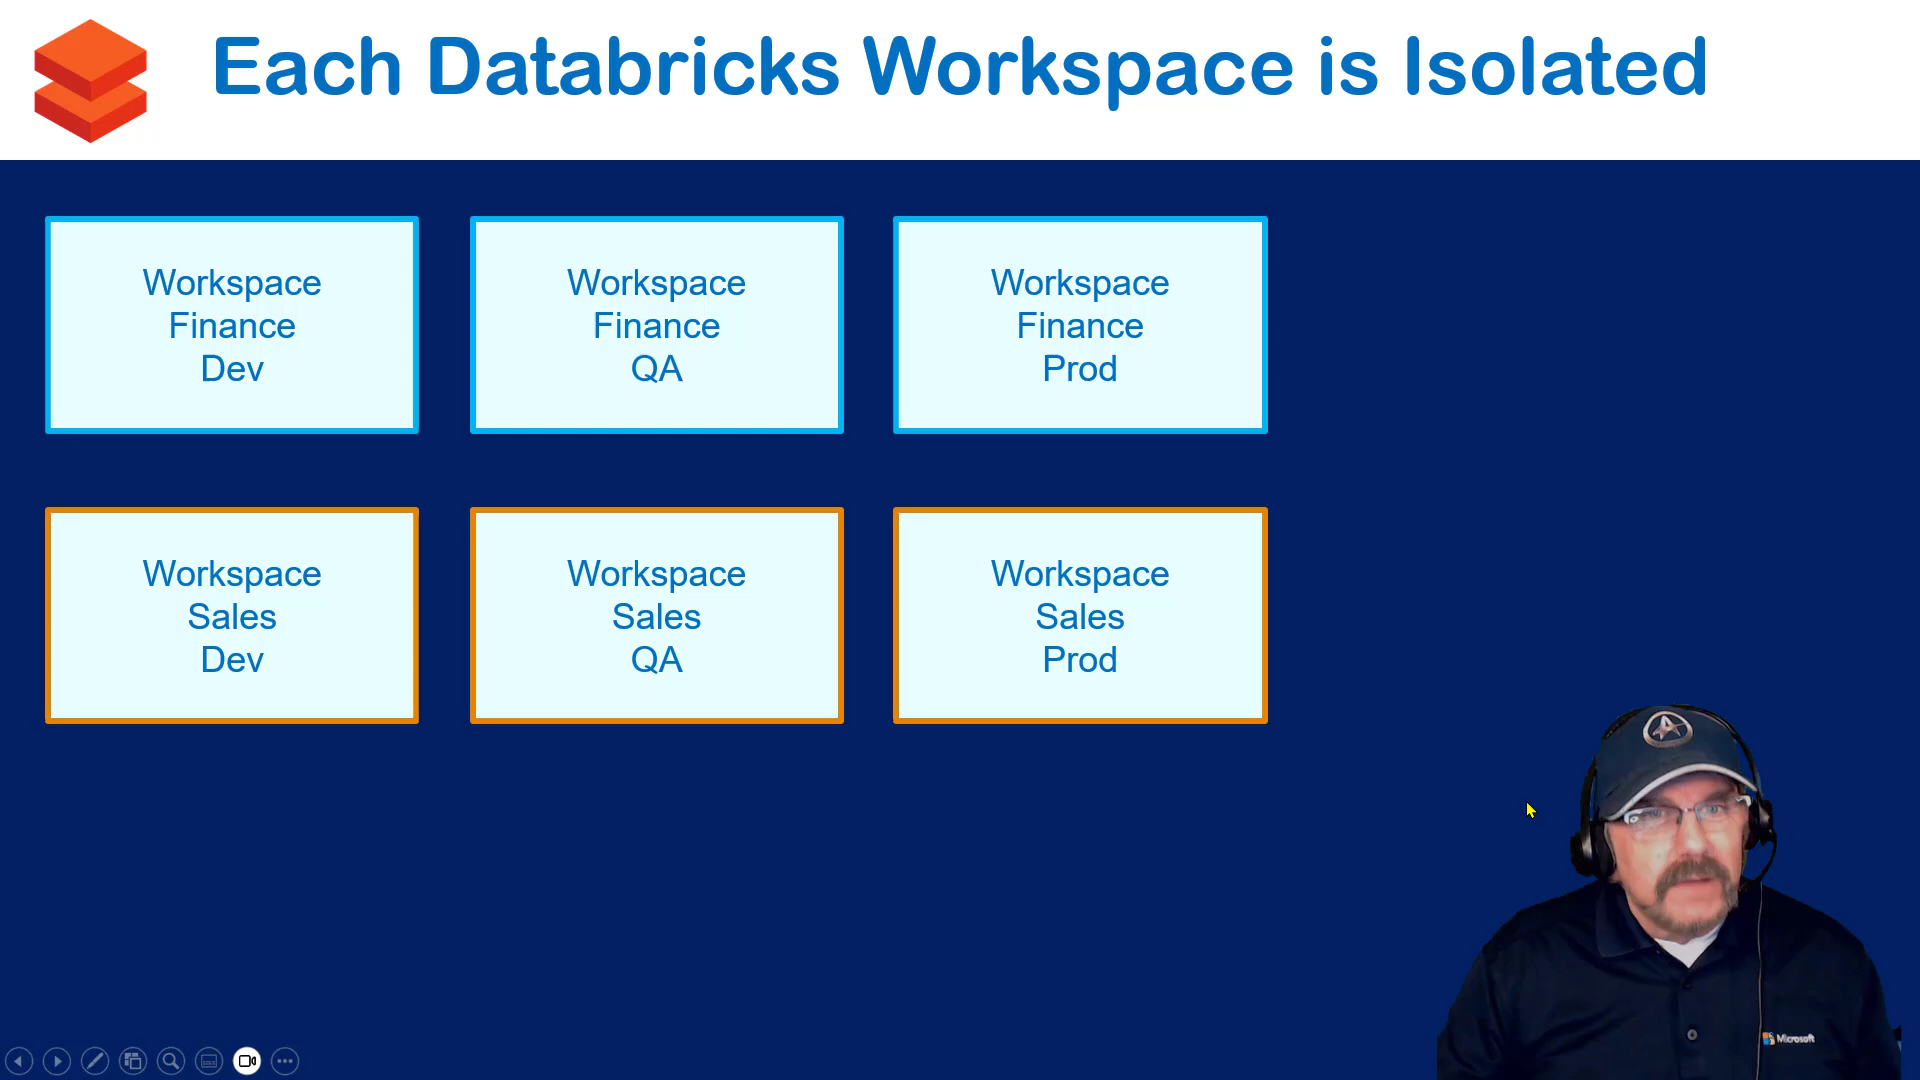 Each Databricks Workspace is Isolated
Workspace
Finance
Dev
Workspace
Finance
QA
Workspace
Finance
Prod
Workspace
Sales
Dev
Workspace
Sales
QA
Workspace
Sales
Prod
Microsoft